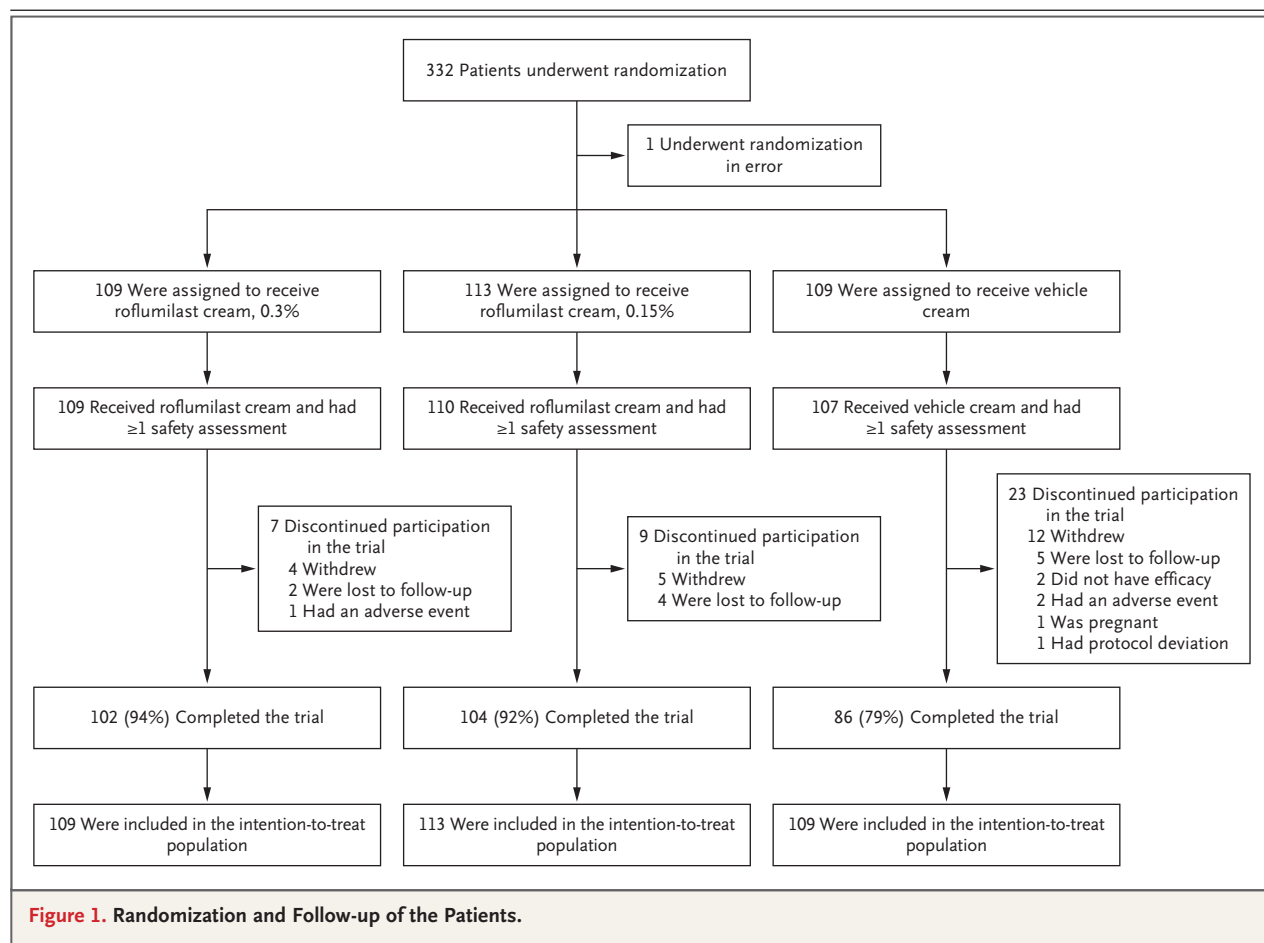 332 Patients underwent randomization
1 Underwent randomization
in error
109 Were assigned to receive
roflumilast cream, 0.3%
113 Were assigned to receive
roflumilast cream, 0.15%
109 Were assigned to receive vehicle
cream
109 Received roflumilast cream and had
≥1 safety assessment
110 Received roflumilast cream and had
≥1 safety assessment
107 Received vehicle cream and had
≥1 safety assessment
7 Discontinued participation
in the trial
4 Withdrew
2 Were lost to follow-up
1 Had an adverse event
9 Discontinued participation
in the trial
5 Withdrew
4 Were lost to follow-up
23 Discontinued participation
in the trial
12 Withdrew
5 Were lost to follow-up
2 Did not have efficacy
2 Had an adverse event
1 Was pregnant
1 Had protocol deviation
102 (94%) Completed the trial
104 (92%) Completed the trial
86 (79%) Completed the trial
109 Were included in the intention-to-treat
population
113 Were included in the intention-to-treat
population
109 Were included in the intention-to-treat
population
Figure 1. Randomization and Follow-up of the Patients.